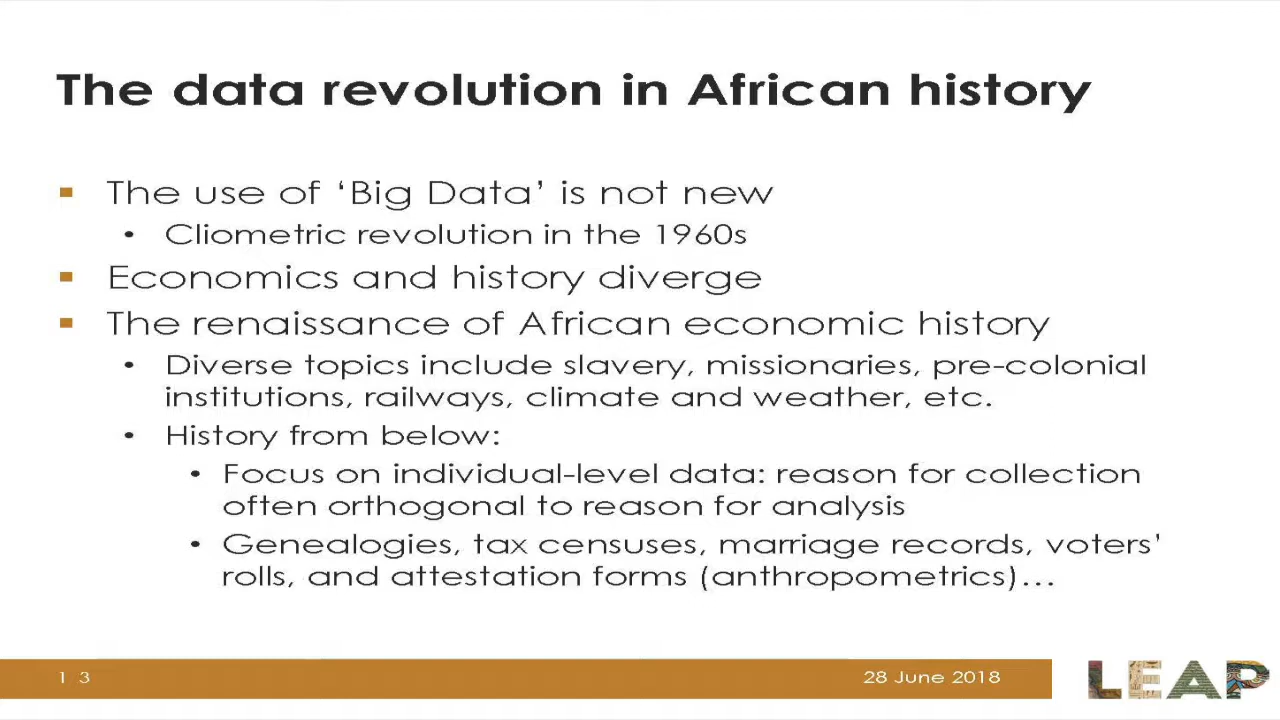 The data revolution in African history
The use of ‘Big Data’ is not new
Cliometric revolution in the 1960s
Economics and history diverge
The renaissance of African economic history
Diverse topics include slavery, missionaries, pre-colonial
institutions, railways, climate and weather, etc.
History from below:
Focus on individual-level data: reason for collection
often orthogonal to reason for analysis
Genealogies, tax censuses, marriage records, voters’
rolls, and attestation forms (anthropometrics)…
1 3
28 June 2018
LEAP